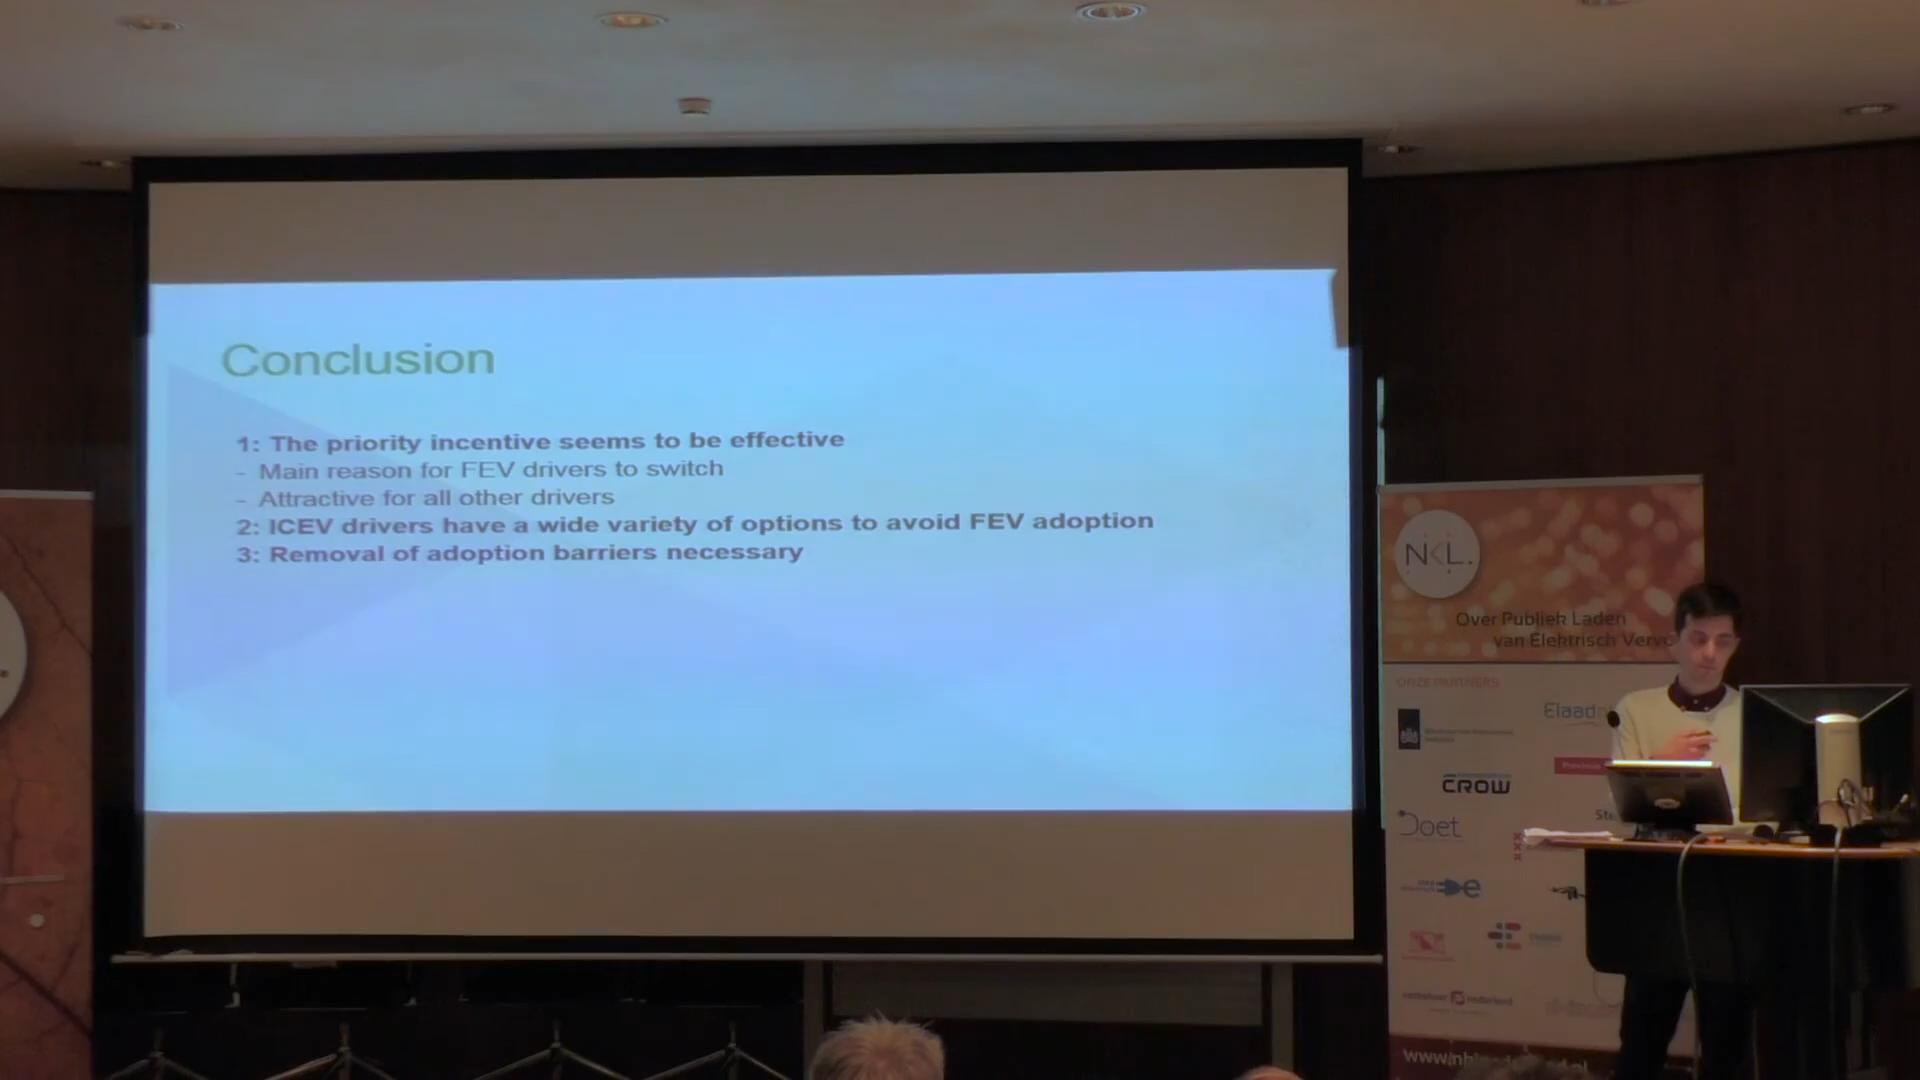 Conclusion
1: The priority incentive seems to be effective
- Main reason for FEV drivers to switch
- Attractive for all other drivers
2: ICEV drivers have a wide variety of options to avoid FEV adoption
3: Removal of adoption barriers necessary
NKL.
Over Publiek Laden
van Elektrisch Vervo
ONZE PARTNERS
Elaad
CROW
Doet
e